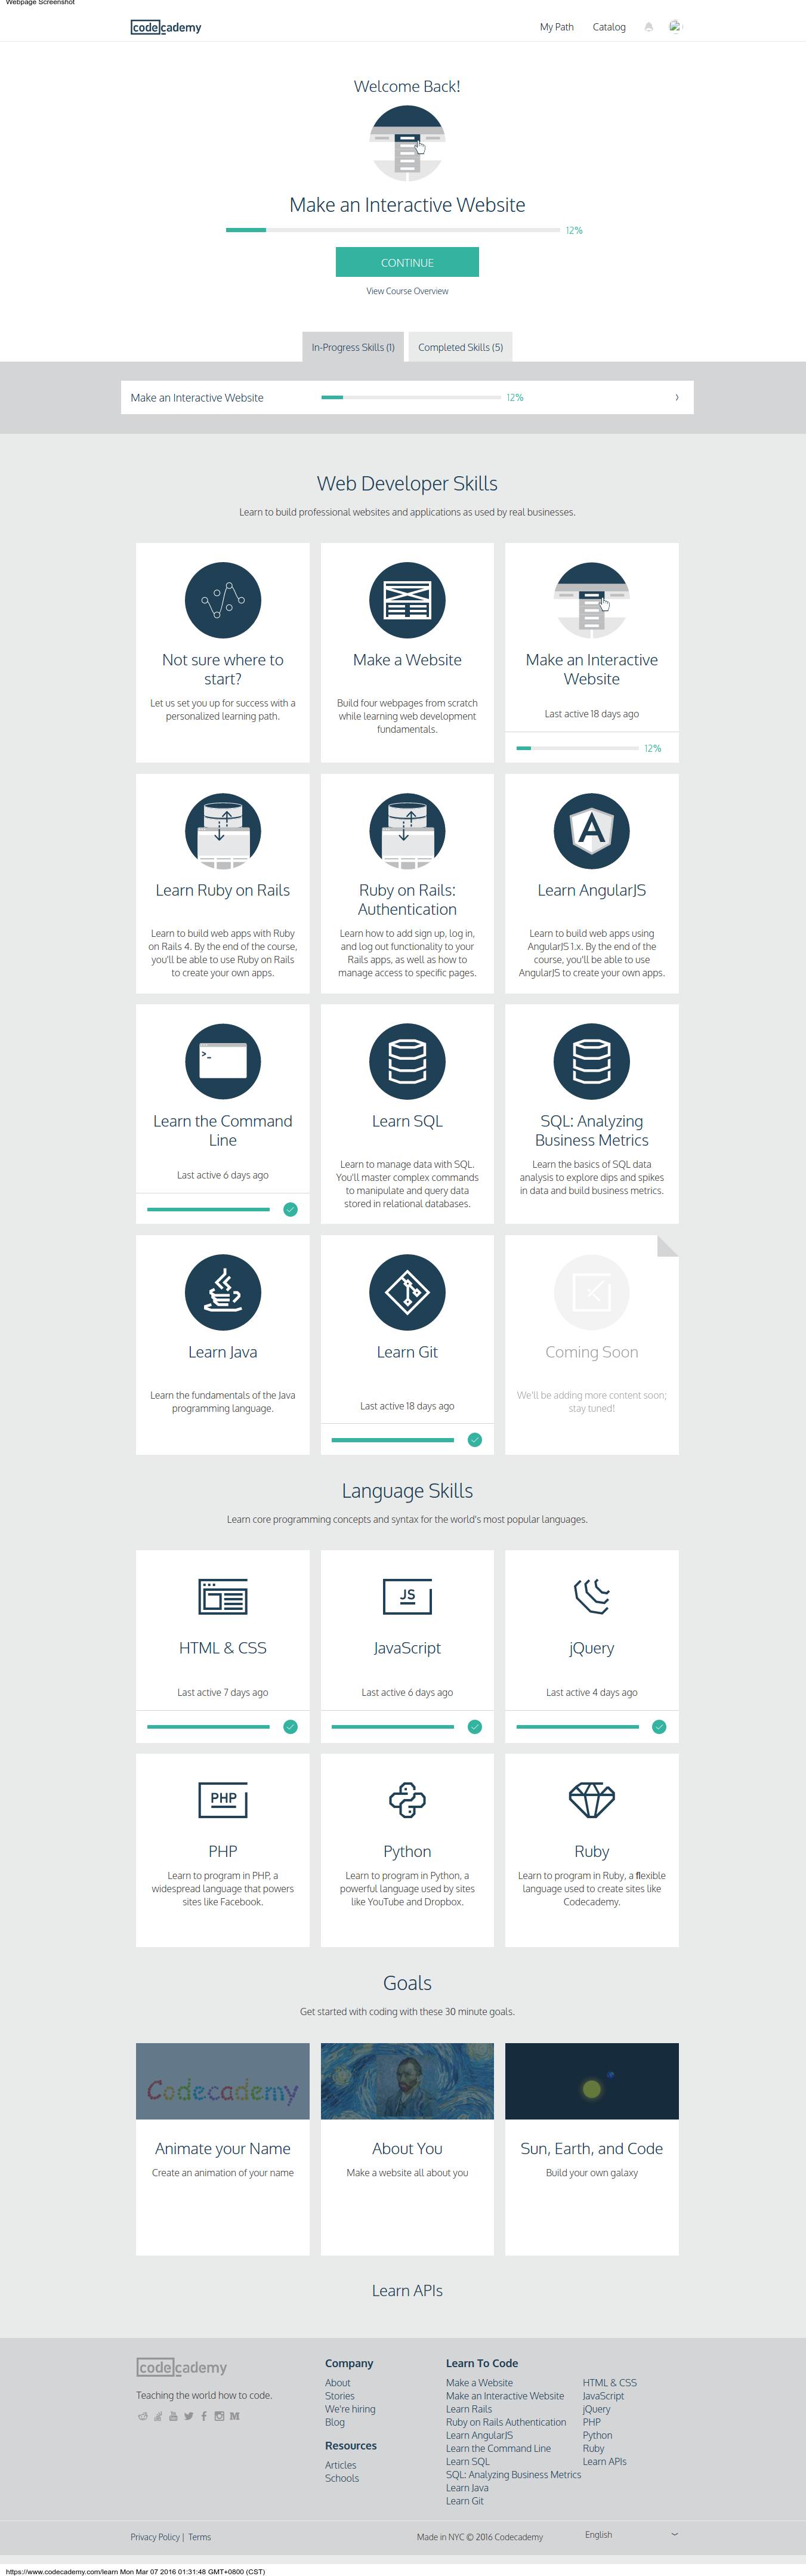 Webpage Screenshot
codecademy
My Path
Catalog
Welcome Back!
Make an Interactive Website
12%
CONTINUE
View Course Overview
In-Progress Skills (1)
Completed Skills (5)
Make an Interactive Website
12%
Web Developer Skills
Learn to build professional websites and applications as used by real businesses.
Not sure where to
start?
Let us set you up for success with a
personalized learning path.
Make a Website
Build four webpages from scratch
while learning web development
fundamentals.
Make an Interactive
Website
Last active 18 days ago
12%
Learn Ruby on Rails
Learn to build web apps with Ruby
on Rails 4. By the end of the course,
you'll be able to use Ruby on Rails
to create your own apps.
Ruby on Rails:
Authentication
Learn how to add sign up, log in,
and log out functionality to your
Rails apps, as well as how to
manage access to specific pages.
Learn AngularJS
Learn to build web apps using
AngularJS 1.x. By the end of the
course, you'll be able to use
AngularJS to create your own apps.
Learn the Command
Line
Last active 6 days ago
Learn SQL
Learn to manage data with SQL.
You'll master complex commands
to manipulate and query data
stored in relational databases.
SQL: Analyzing
Business Metrics
Learn the basics of SQL data
analysis to explore dips and spikes
in data and build business metrics.
Learn Java
Learn the fundamentals of the Java
programming language.
Learn Git
Last active 18 days ago
Coming Soon
We'll be adding more content soon;
stay tuned!
Language Skills
Learn core programming concepts and syntax for the world's most popular languages.
HTML & CSS
Last active 7 days ago
JS
JavaScript
Last active 6 days ago
jQuery
Last active 4 days ago
PHP
PHP
Learn to program in PHP, a
widespread language that powers
sites like Facebook.
Python
Learn to program in Python, a
powerful language used by sites
like YouTube and Dropbox.
Ruby
Learn to program in Ruby, a flexible
language used to create sites like
Codecademy.
Goals
Get started with coding with these 30 minute goals.
Codecademy
Animate your Name
Create an animation of your name
About You
Make a website all about you
Sun, Earth, and Code
Build your own galaxy
Learn APIs
codecademy
Teaching the world how to code.
Company
About
Stories
We're hiring
Blog
Resources
Articles
Schools
Learn To Code
Make a Website
Make an Interactive Website
Learn Rails
Ruby on Rails Authentication
Learn AngularJS
Learn the Command Line
Learn SQL
SQL: Analyzing Business Metrics
Learn Java
Learn Git
HTML & CSS
JavaScript
jQuery
PHP
Python
Ruby
Learn APIs
Privacy Policy | Terms
Made in NYC © 2016 Codecademy
English
https://www.codecademy.com/learn Mon Mar 07 2016 01:31:48 GMT+0800 (CST)